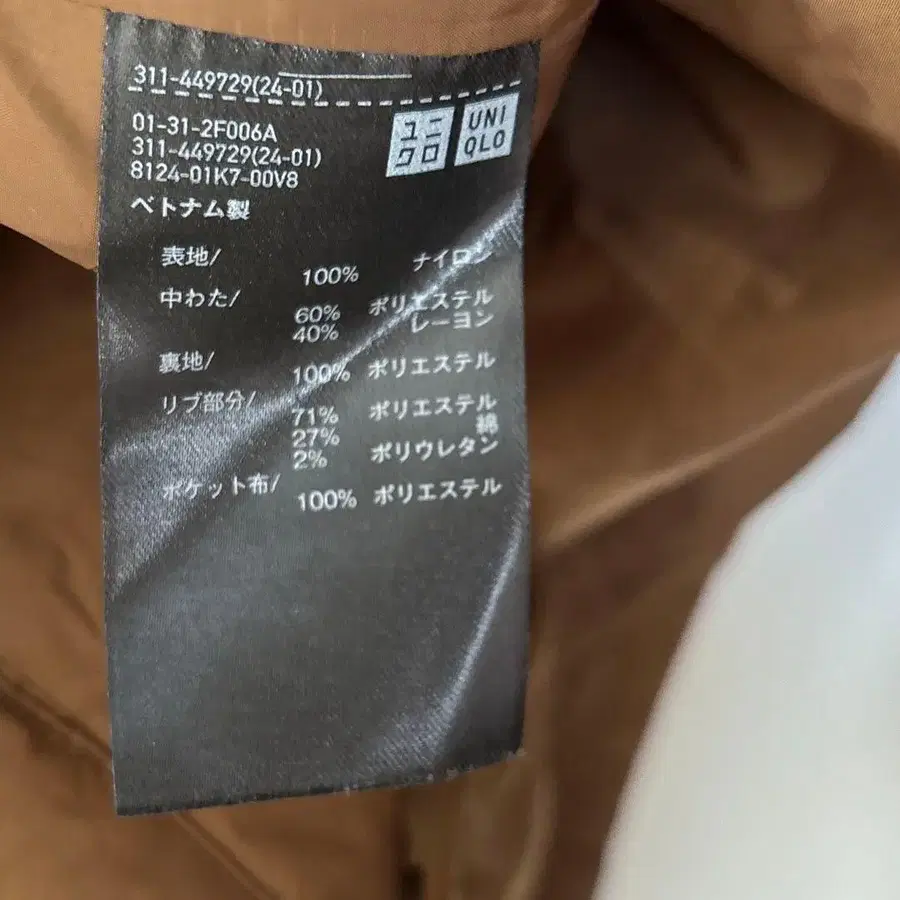 311-449729(24-01)
01-31-2F006A
311-449729(24-01)
8124-01K7-00V8
ベトナム製
ユニ
クロ
UNI
QLO
表地/
100% ナイロン
中わた/
60% ポリエステル
40% レーヨン
裏地/
100% ポリエステル
リブ部分/
71% ポリエステル
27% 綿
2% ポリウレタン
ポケット布/
100% ポリエステル